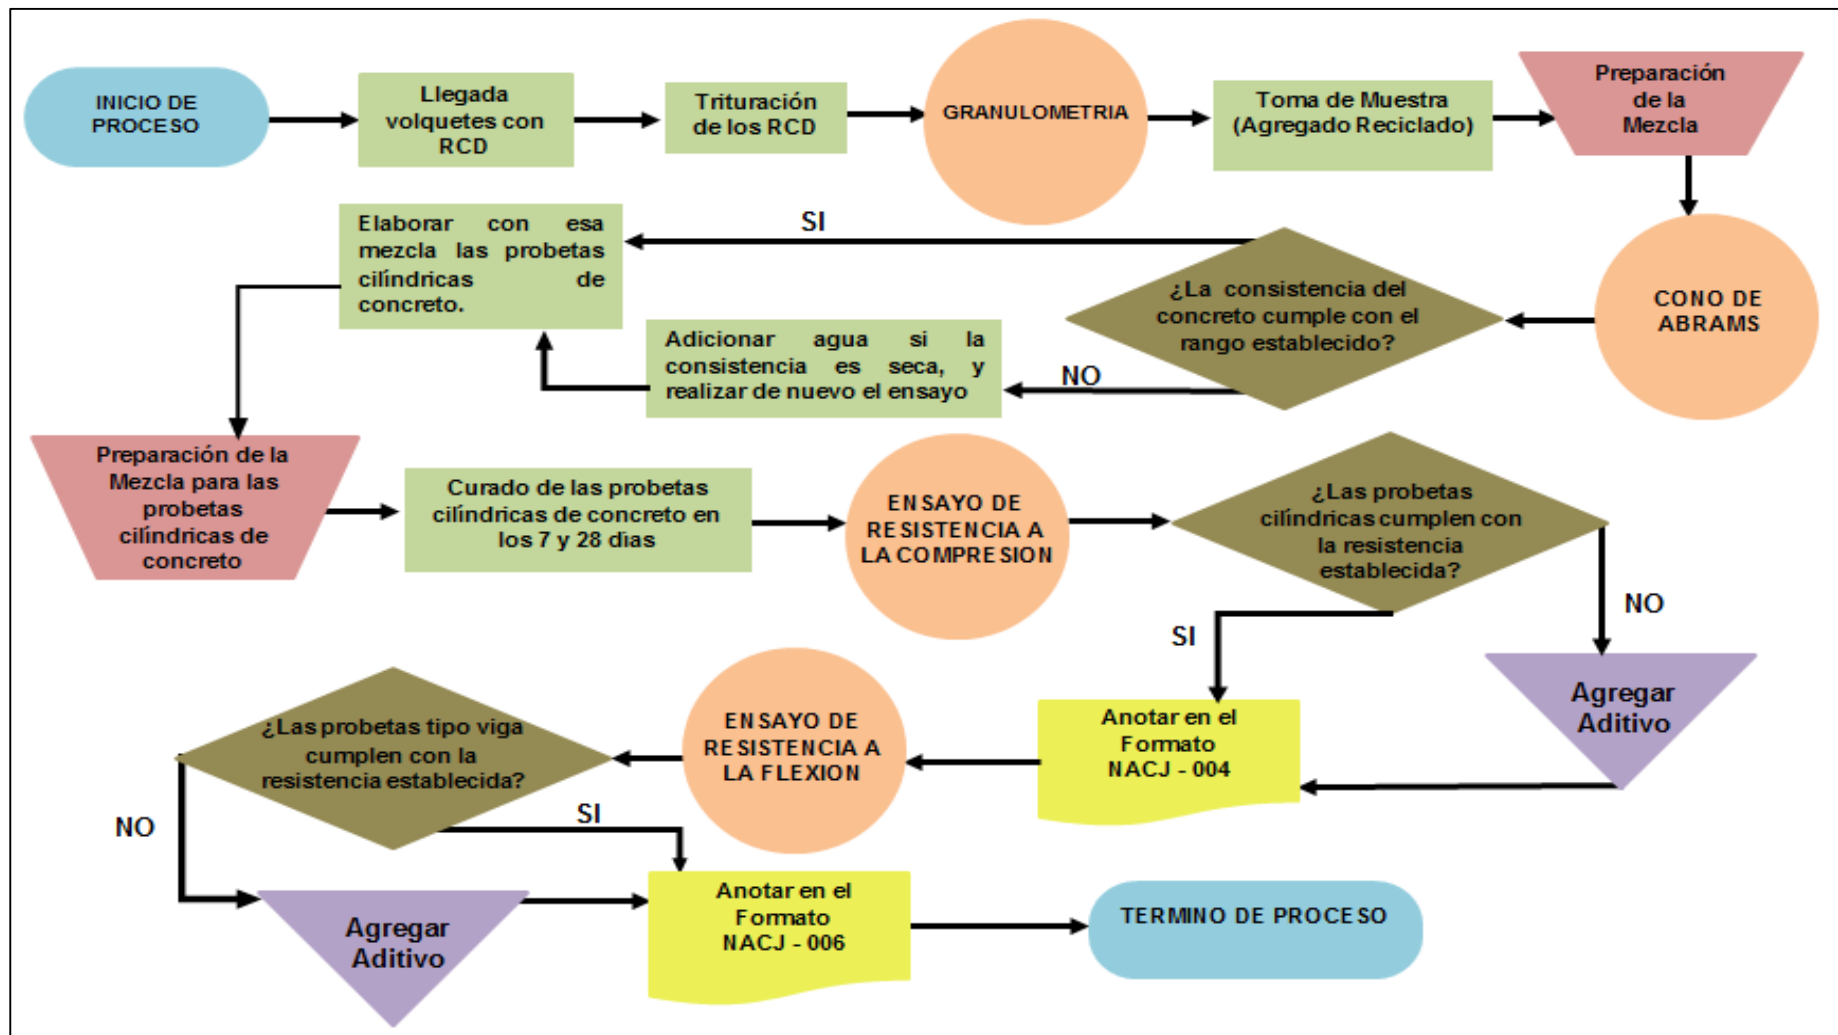 INICIO DE
PROCESO
Llegada
volquetes con
RCD
Trituración
de los RCD
GRANULOMETRIA
Toma de Muestra
(Agregado Reciclado)
Preparación
de la
Mezcla
CONO DE
ABRAMS
¿La consistencia del
concreto cumple con el
rango establecido?
SI
Elaborar con esa
mezcla las probetas
cilíndricas de
concreto.
NO
Adicionar agua si la
consistencia es seca, y
realizar de nuevo el ensayo
Preparación de la
Mezcla para las
probetas
cilíndricas de
concreto
Curado de las probetas
cilíndricas de concreto en
los 7 y 28 dìas
ENSAYO DE
RESISTENCIA A
LA COMPRESION
¿Las probetas
cilíndricas cumplen con
la resistencia
establecida?
NO
SI
Agregar
Aditivo
Anotar en el
Formato
NACJ - 004
ENSAYO DE
RESISTENCIA A
LA FLEXION
¿Las probetas tipo viga
cumplen con la
resistencia establecida?
NO
SI
Agregar
Aditivo
Anotar en el
Formato
NACJ - 006
TERMINO DE PROCESO